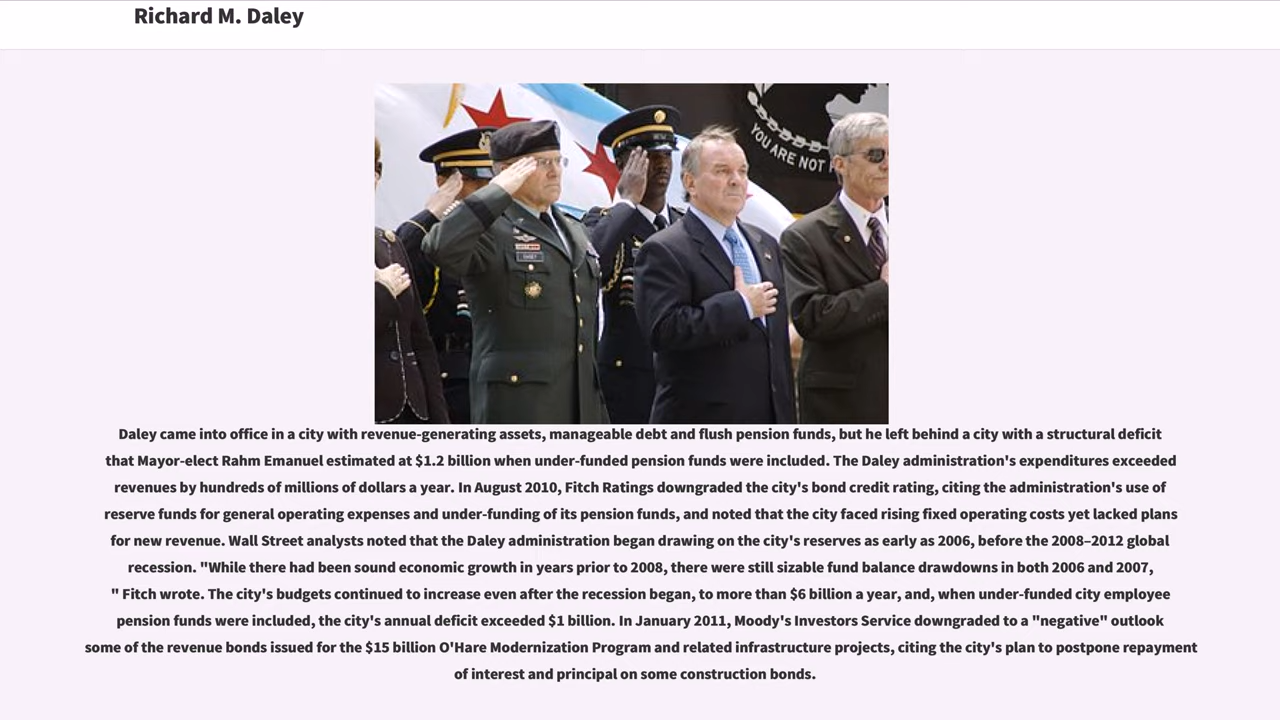 Richard M. Daley
YOU ARE NOT
Daley came into office in a city with revenue-generating assets, manageable debt and flush pension funds, but he left behind a city with a structural deficit
that Mayor-elect Rahm Emanuel estimated at $1.2 billion when under-funded pension funds were included. The Daley administration's expenditures exceeded
revenues by hundreds of millions of dollars a year. In August 2010, Fitch Ratings downgraded the city's bond credit rating, citing the administration's use of
reserve funds for general operating expenses and under-funding of its pension funds, and noted that the city faced rising fixed operating costs yet lacked plans
for new revenue. Wall Street analysts noted that the Daley administration began drawing on the city's reserves as early as 2006, before the 2008–2012 global
recession. "While there had been sound economic growth in years prior to 2008, there were still sizable fund balance drawdowns in both 2006 and 2007,
" Fitch wrote. The city's budgets continued to increase even after the recession began, to more than $6 billion a year, and, when under-funded city employee
pension funds were included, the city's annual deficit exceeded $1 billion. In January 2011, Moody's Investors Service downgraded to a "negative" outlook
some of the revenue bonds issued for the $15 billion O'Hare Modernization Program and related infrastructure projects, citing the city's plan to postpone repayment
of interest and principal on some construction bonds.